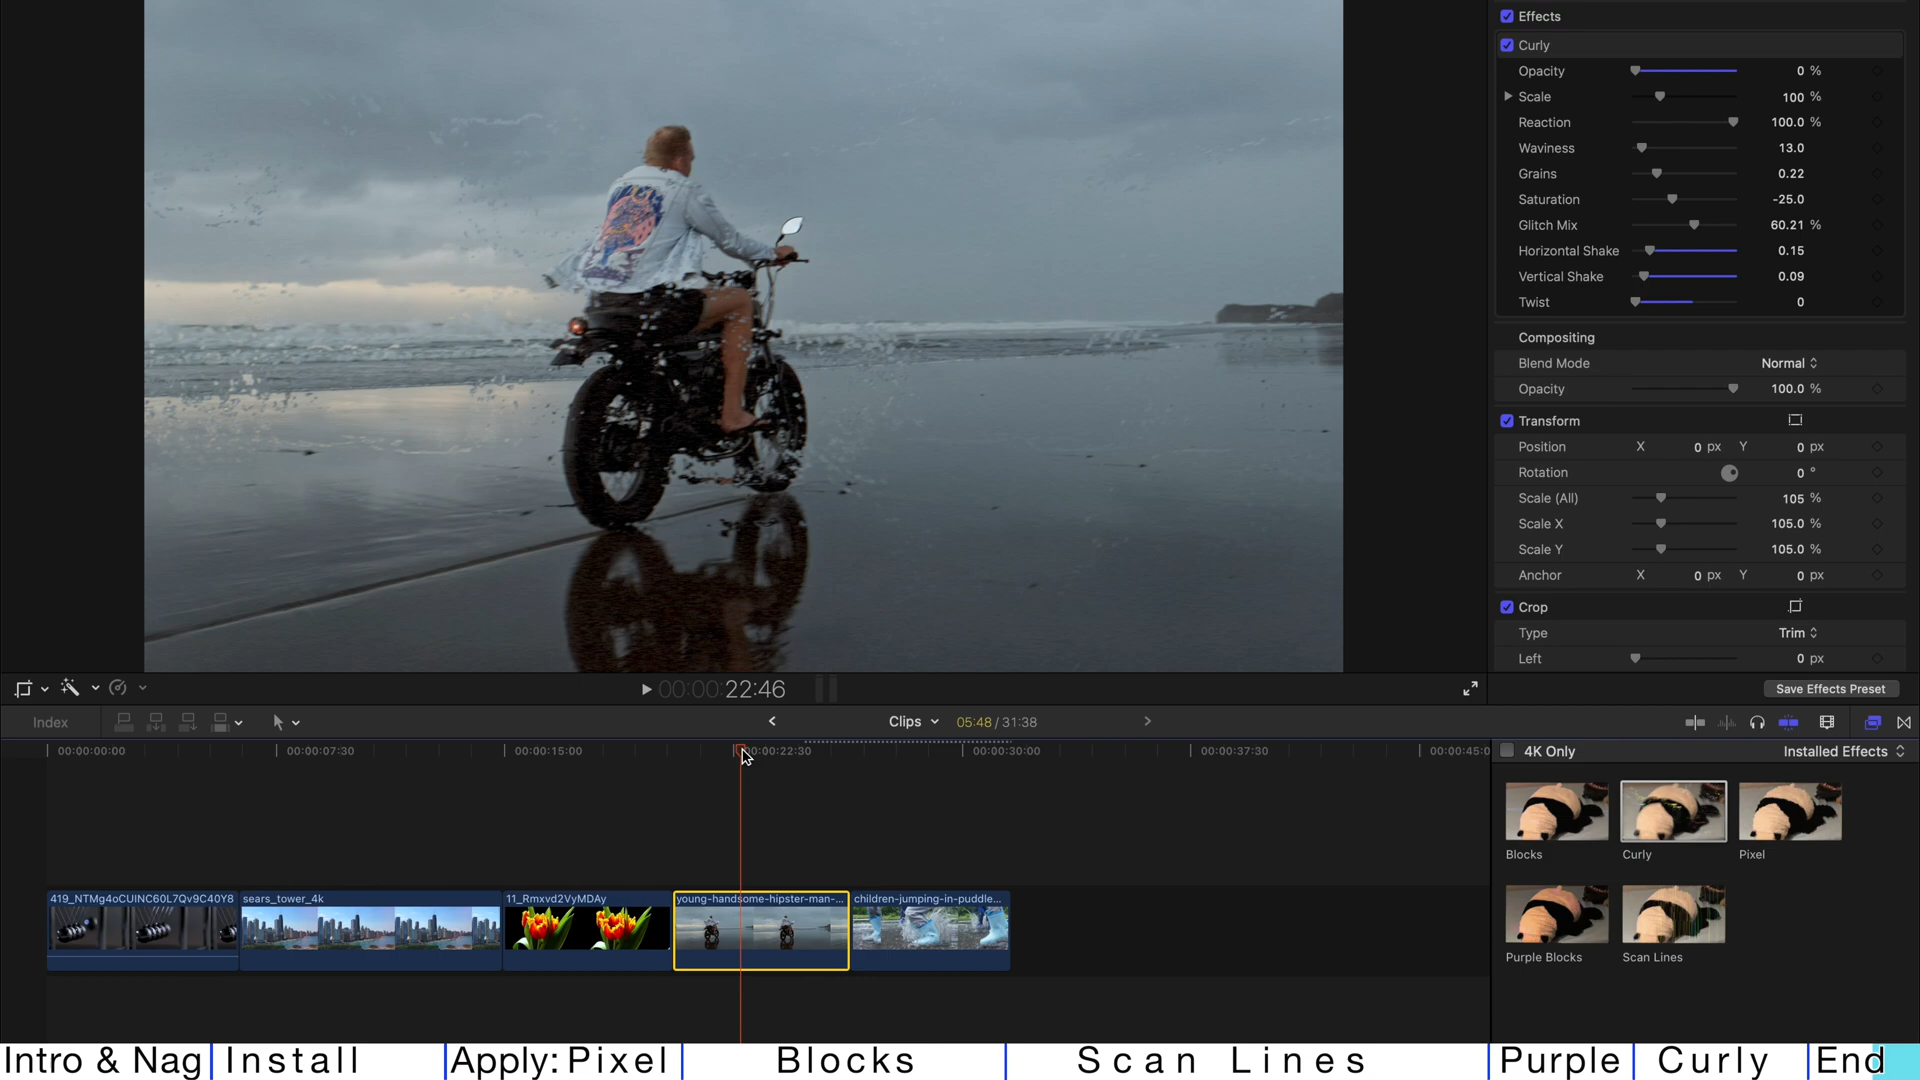 Effects
Curly
Opacity 0 %
Scale 100 %
Reaction 100.0 %
Waviness 13.0
Grains 0.22
Saturation -25.0
Glitch Mix 60.21 %
Horizontal Shake 0.15
Vertical Shake 0.09
Twist 0
Compositing
Blend Mode Normal
Opacity 100.0 %
Transform
Position X 0 px Y 0 px
Rotation 0 °
Scale (All) 105 %
Scale X 105.0 %
Scale Y 105.0 %
Anchor X 0 px Y 0 px
Crop
Type Trim
Left 0 px
00:00:22:46
Save Effects Preset
Index
Clips 05:48 / 31:38
00:00:00:00 00:00:07:30 00:00:15:00 00:00:22:30 00:00:30:00 00:00:37:30 00:00:45:0
4K Only Installed Effects
Blocks Curly Pixel
Purple Blocks Scan Lines
419_NTMg4oCUINC60L7Qv9C40Y8 sears_tower_4k 11_Rmxvd2VyMDAy young-handsome-hipster-man-... children-jumping-in-puddle...
Intro & Nag Install Apply: Pixel Blocks Scan Lines Purple Curly End